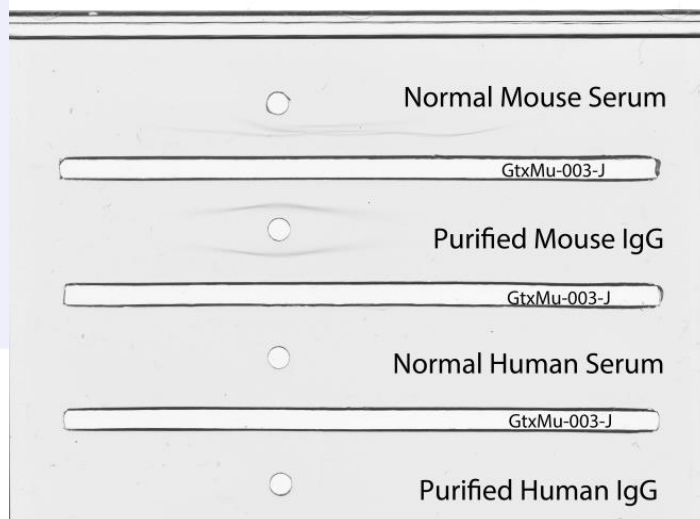 Normal Mouse Serum
GtxMu-003-J
Purified Mouse IgG
GtxMu-003-J
Normal Human Serum
GtxMu-003-J
Purified Human IgG